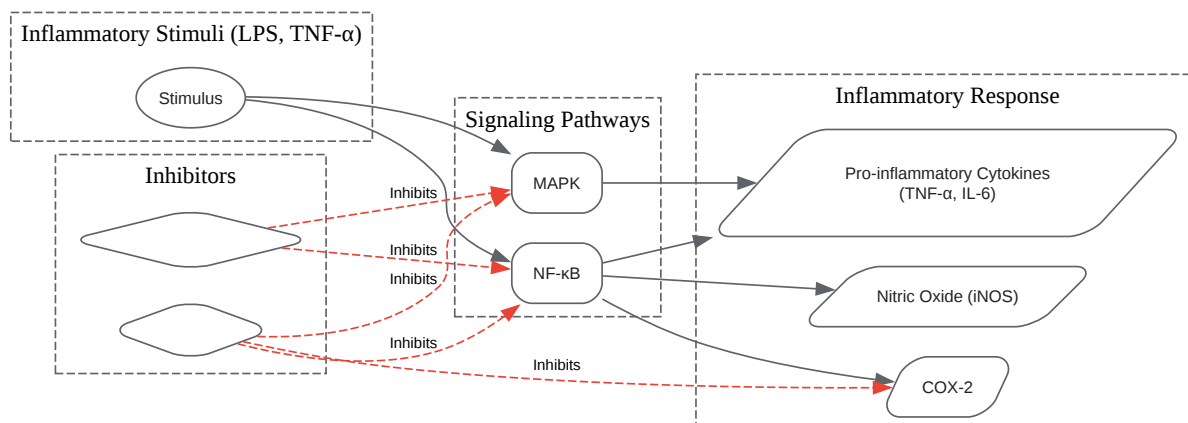 Inflammatory Stimuli (LPS, TNF-α)
Stimulus
Inhibitors
Signaling Pathways
MAPK
NF-κB
Inhibits
Inhibits
Inhibits
Inhibits
Inhibits
Inflammatory Response
Pro-inflammatory Cytokines
(TNF-α, IL-6)
Nitric Oxide (iNOS)
COX-2